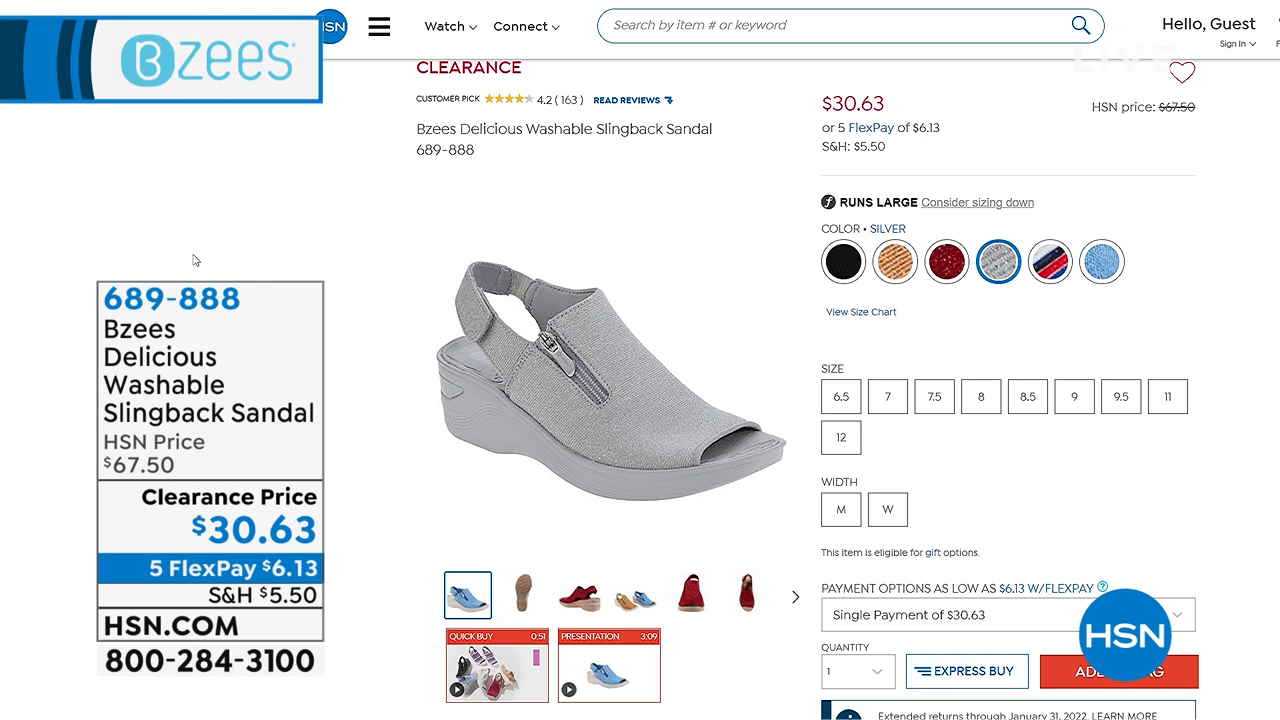 Bzees
HSN
Watch
Connect
Search by item # or keyword
Hello, Guest
Sign In
LIVE
CLEARANCE
CUSTOMER PICK 4.2 ( 163 ) READ REVIEWS
Bzees Delicious Washable Slingback Sandal
689-888
$30.63
HSN price: $67.50
or 5 FlexPay of $6.13
S&H: $5.50
RUNS LARGE Consider sizing down
COLOR • SILVER
View Size Chart
SIZE
6.5 7 7.5 8 8.5 9 9.5 11
12
WIDTH
M W
This item is eligible for gift options.
PAYMENT OPTIONS AS LOW AS $6.13 W/FLEXPAY ?
Single Payment of $30.63
QUANTITY
1
EXPRESS BUY
HSN
Extended returns through January 31, 2022. LEARN MORE
QUICK BUY 0:51
PRESENTATION 3:09
689-888
Bzees
Delicious
Washable
Slingback Sandal
HSN Price
$67.50
Clearance Price
$30.63
5 FlexPay $6.13
S&H $5.50
HSN.COM
800-284-3100